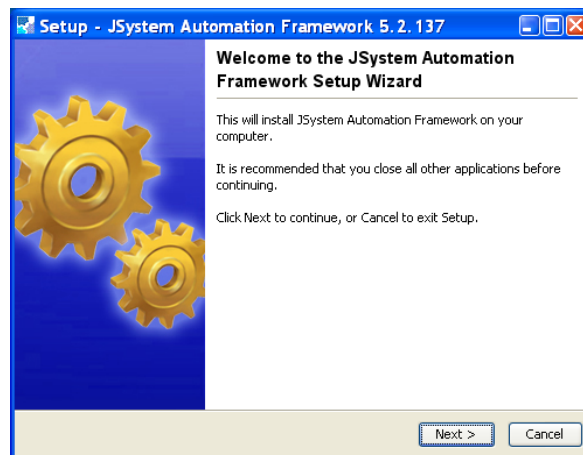 Setup - JSystem Automation Framework 5.2.137
Welcome to the JSystem Automation
Framework Setup Wizard
This will install JSystem Automation Framework on your
computer.
It is recommended that you close all other applications before
continuing.
Click Next to continue, or Cancel to exit Setup.
Next >
Cancel